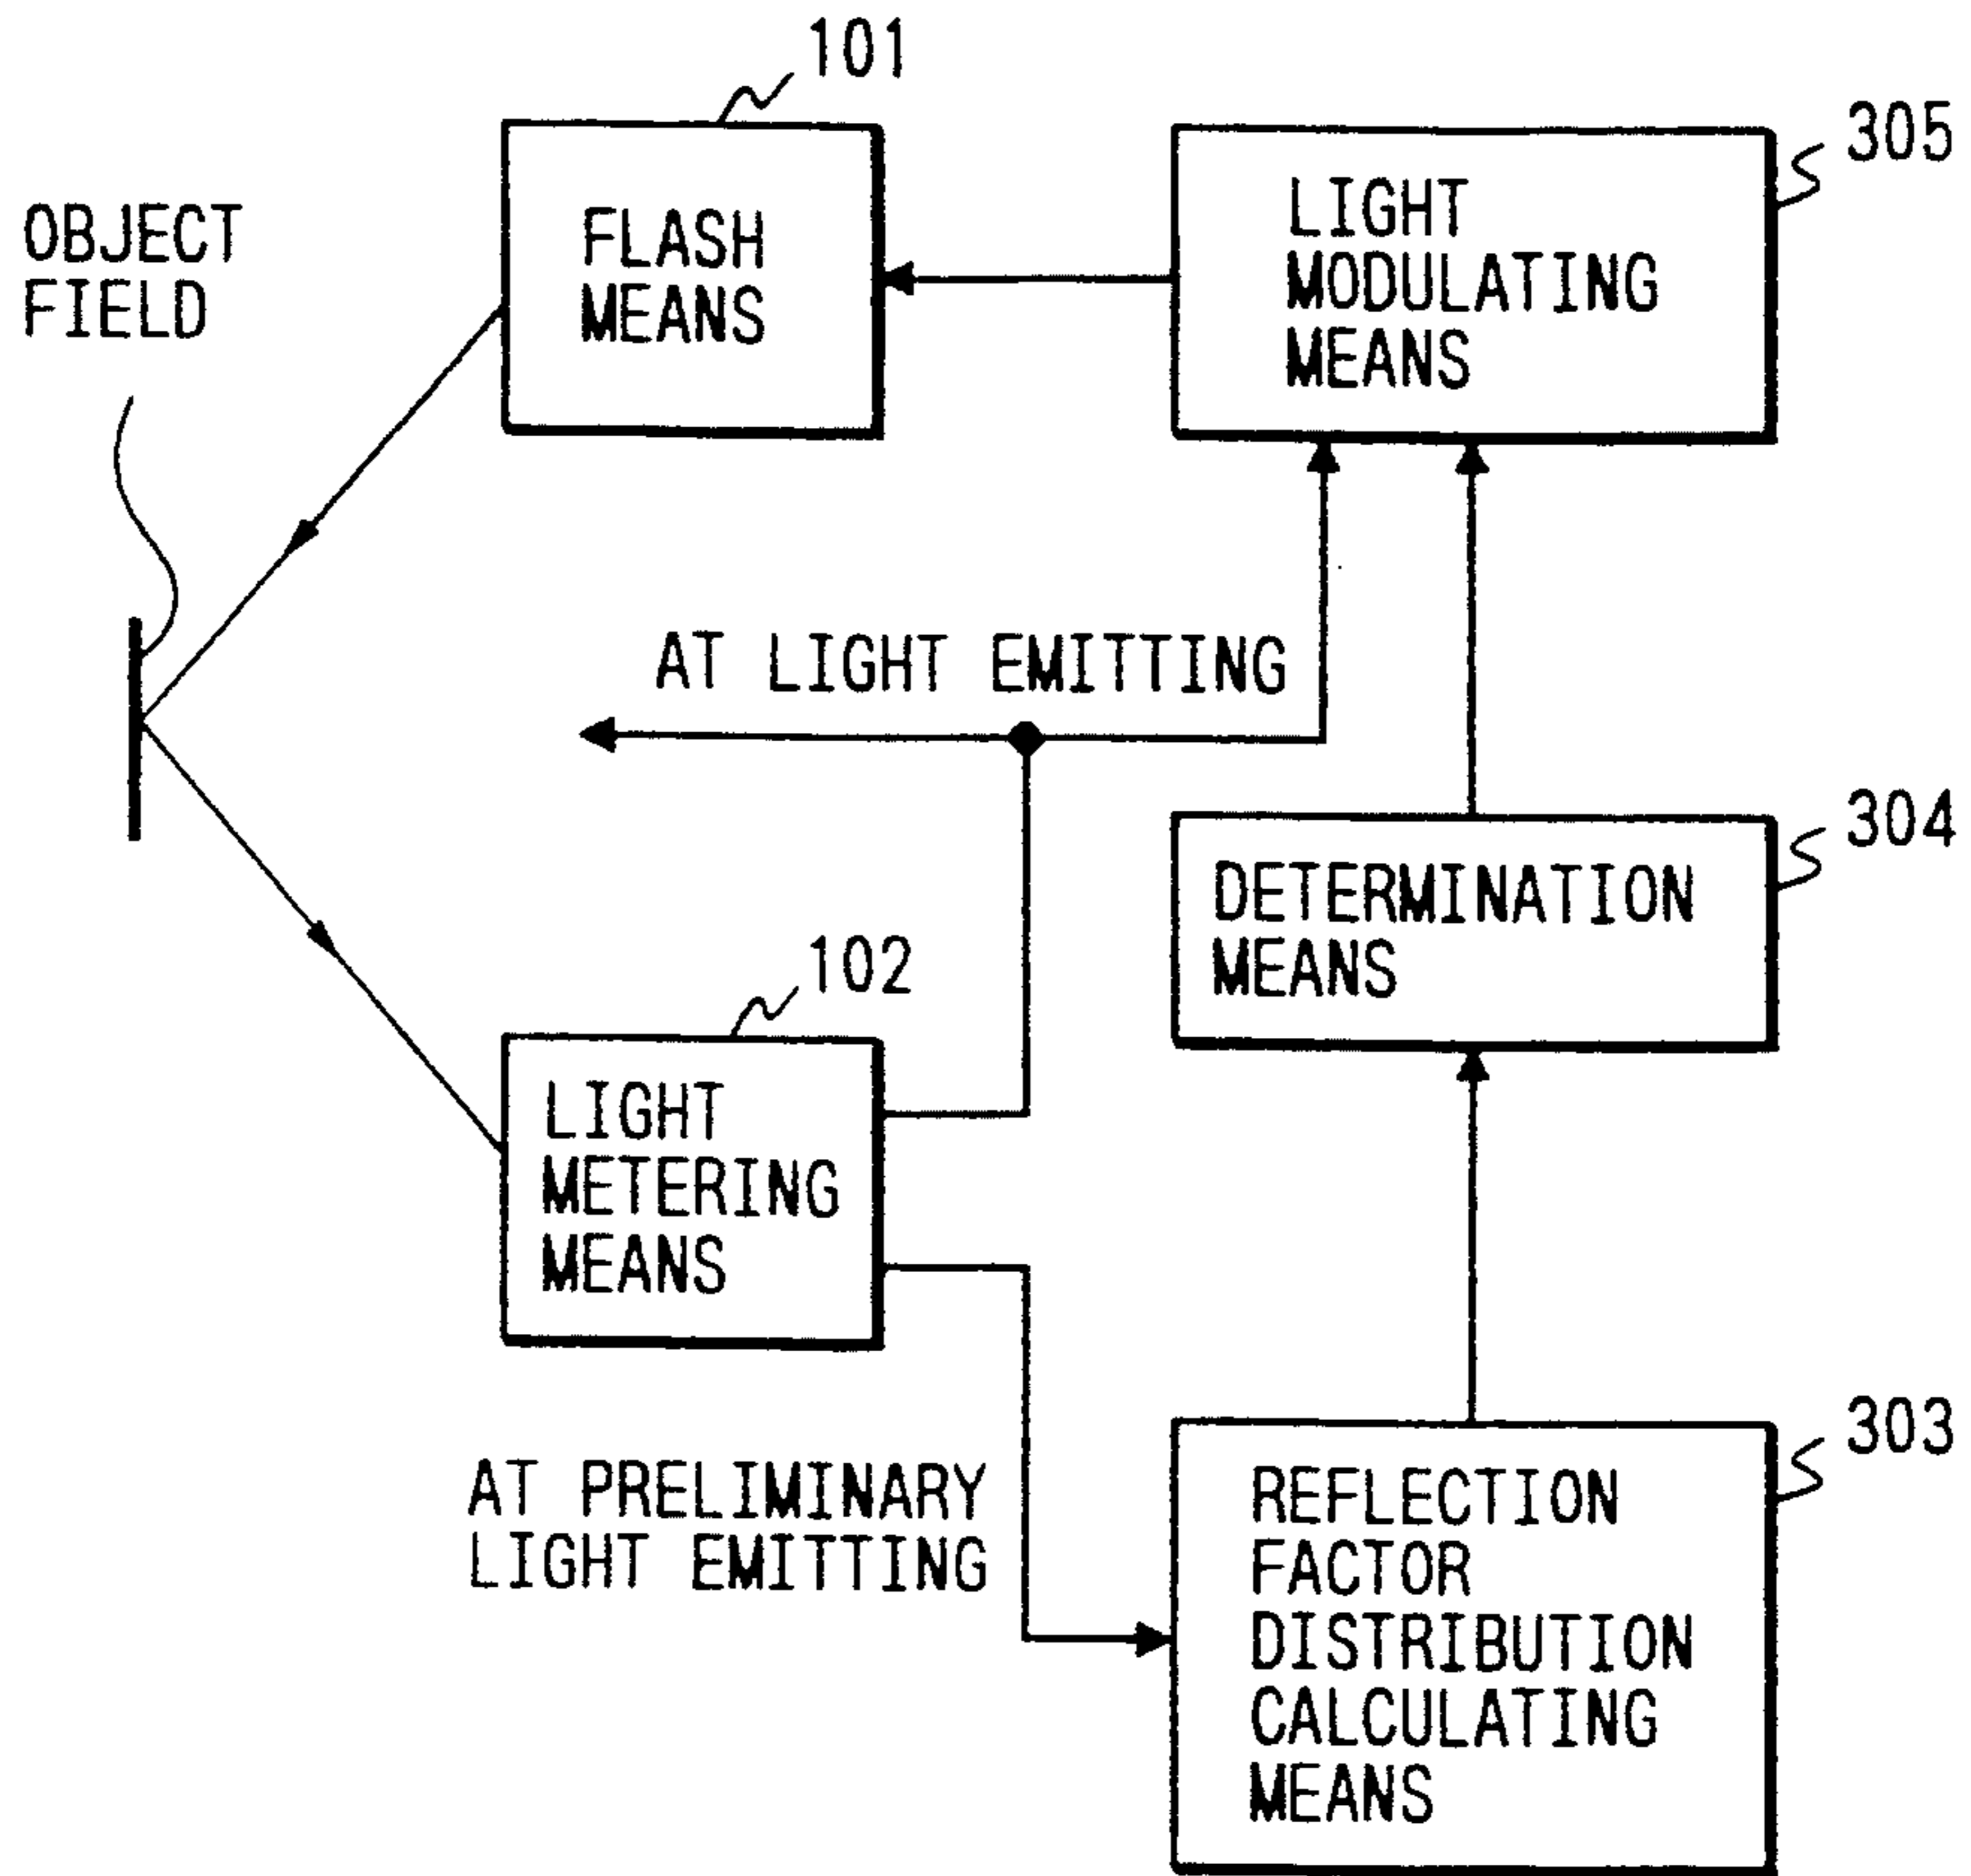 101
305
OBJECT
FIELD
FLASH
MEANS
LIGHT
MODULATING
MEANS
AT LIGHT EMITTING
304
DETERMINATION
MEANS
102
LIGHT
METERING
MEANS
303
AT PRELIMINARY
LIGHT EMITTING
REFLECTION
FACTOR
DISTRIBUTION
CALCULATING
MEANS